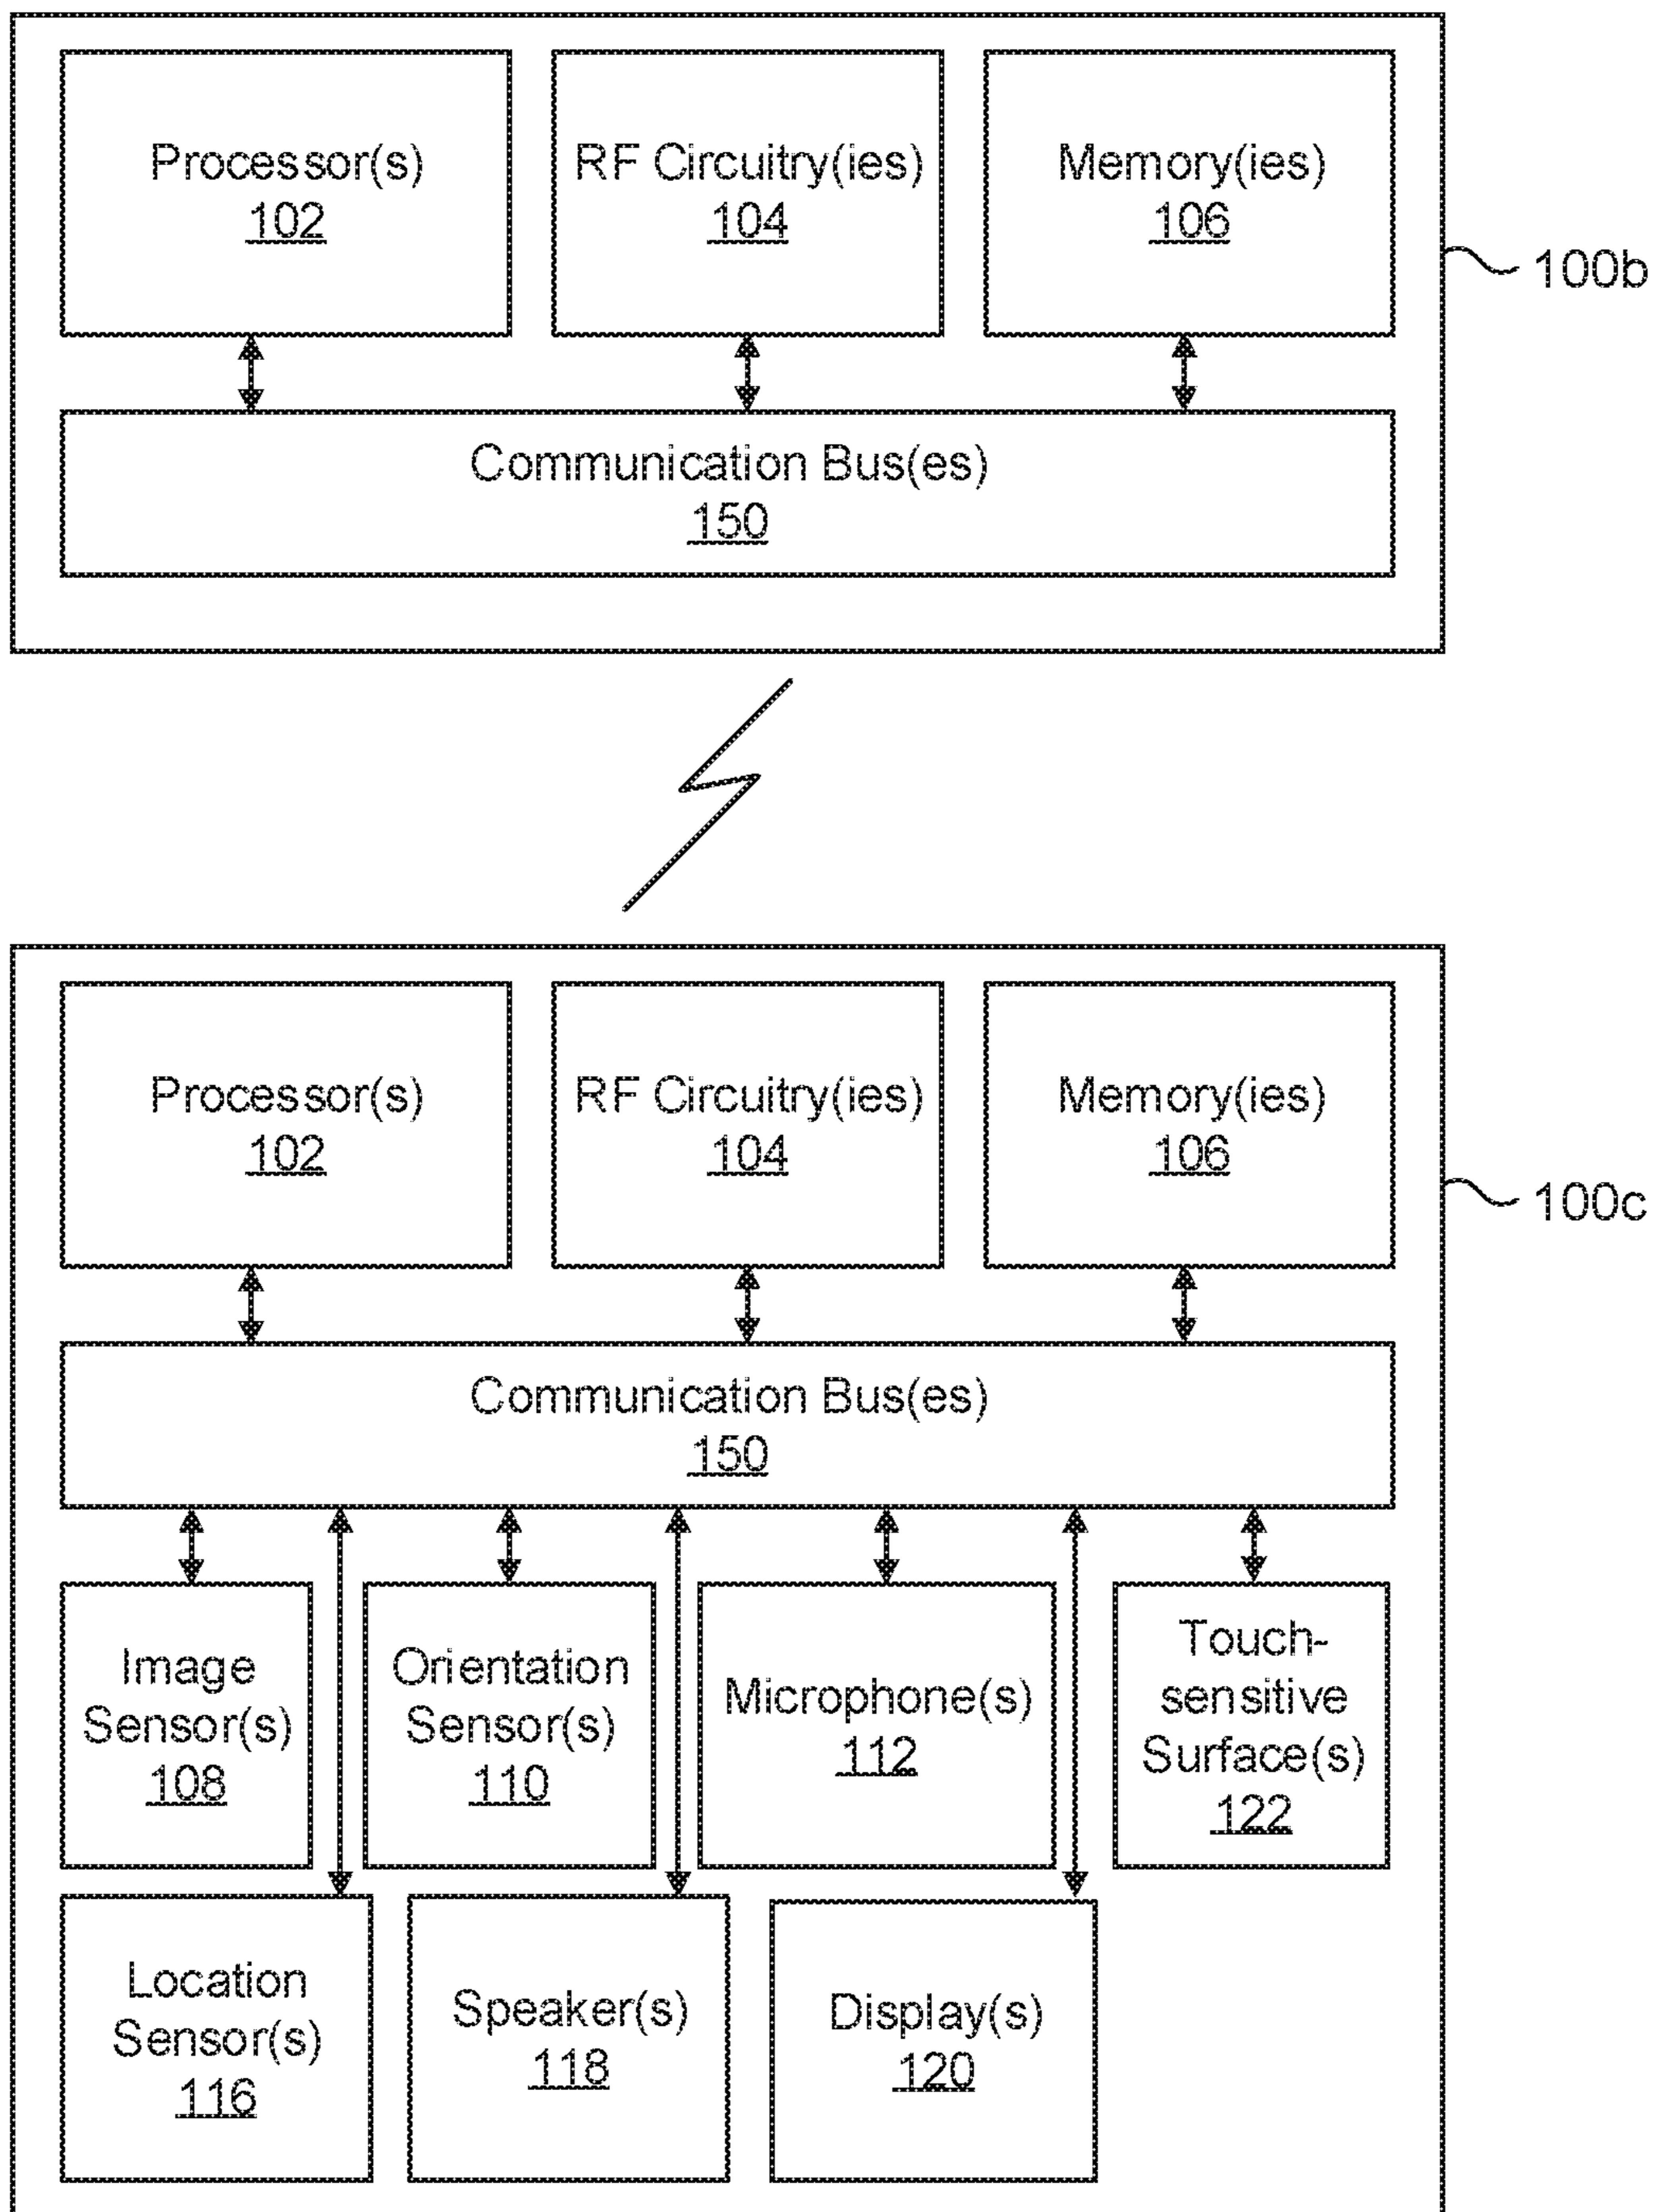 Processor(s)
102
RF Circuitry(ies)
104
Memory(ies)
106
100b
Communication Bus(es)
150
Processor(s)
102
RF Circuitry(ies)
104
Memory(ies)
106
100c
Communication Bus(es)
150
Image
Sensor(s)
108
Orientation
Sensor(s)
110
Microphone(s)
112
Touch-
sensitive
Surface(s)
122
Location
Sensor(s)
116
Speaker(s)
118
Display(s)
120